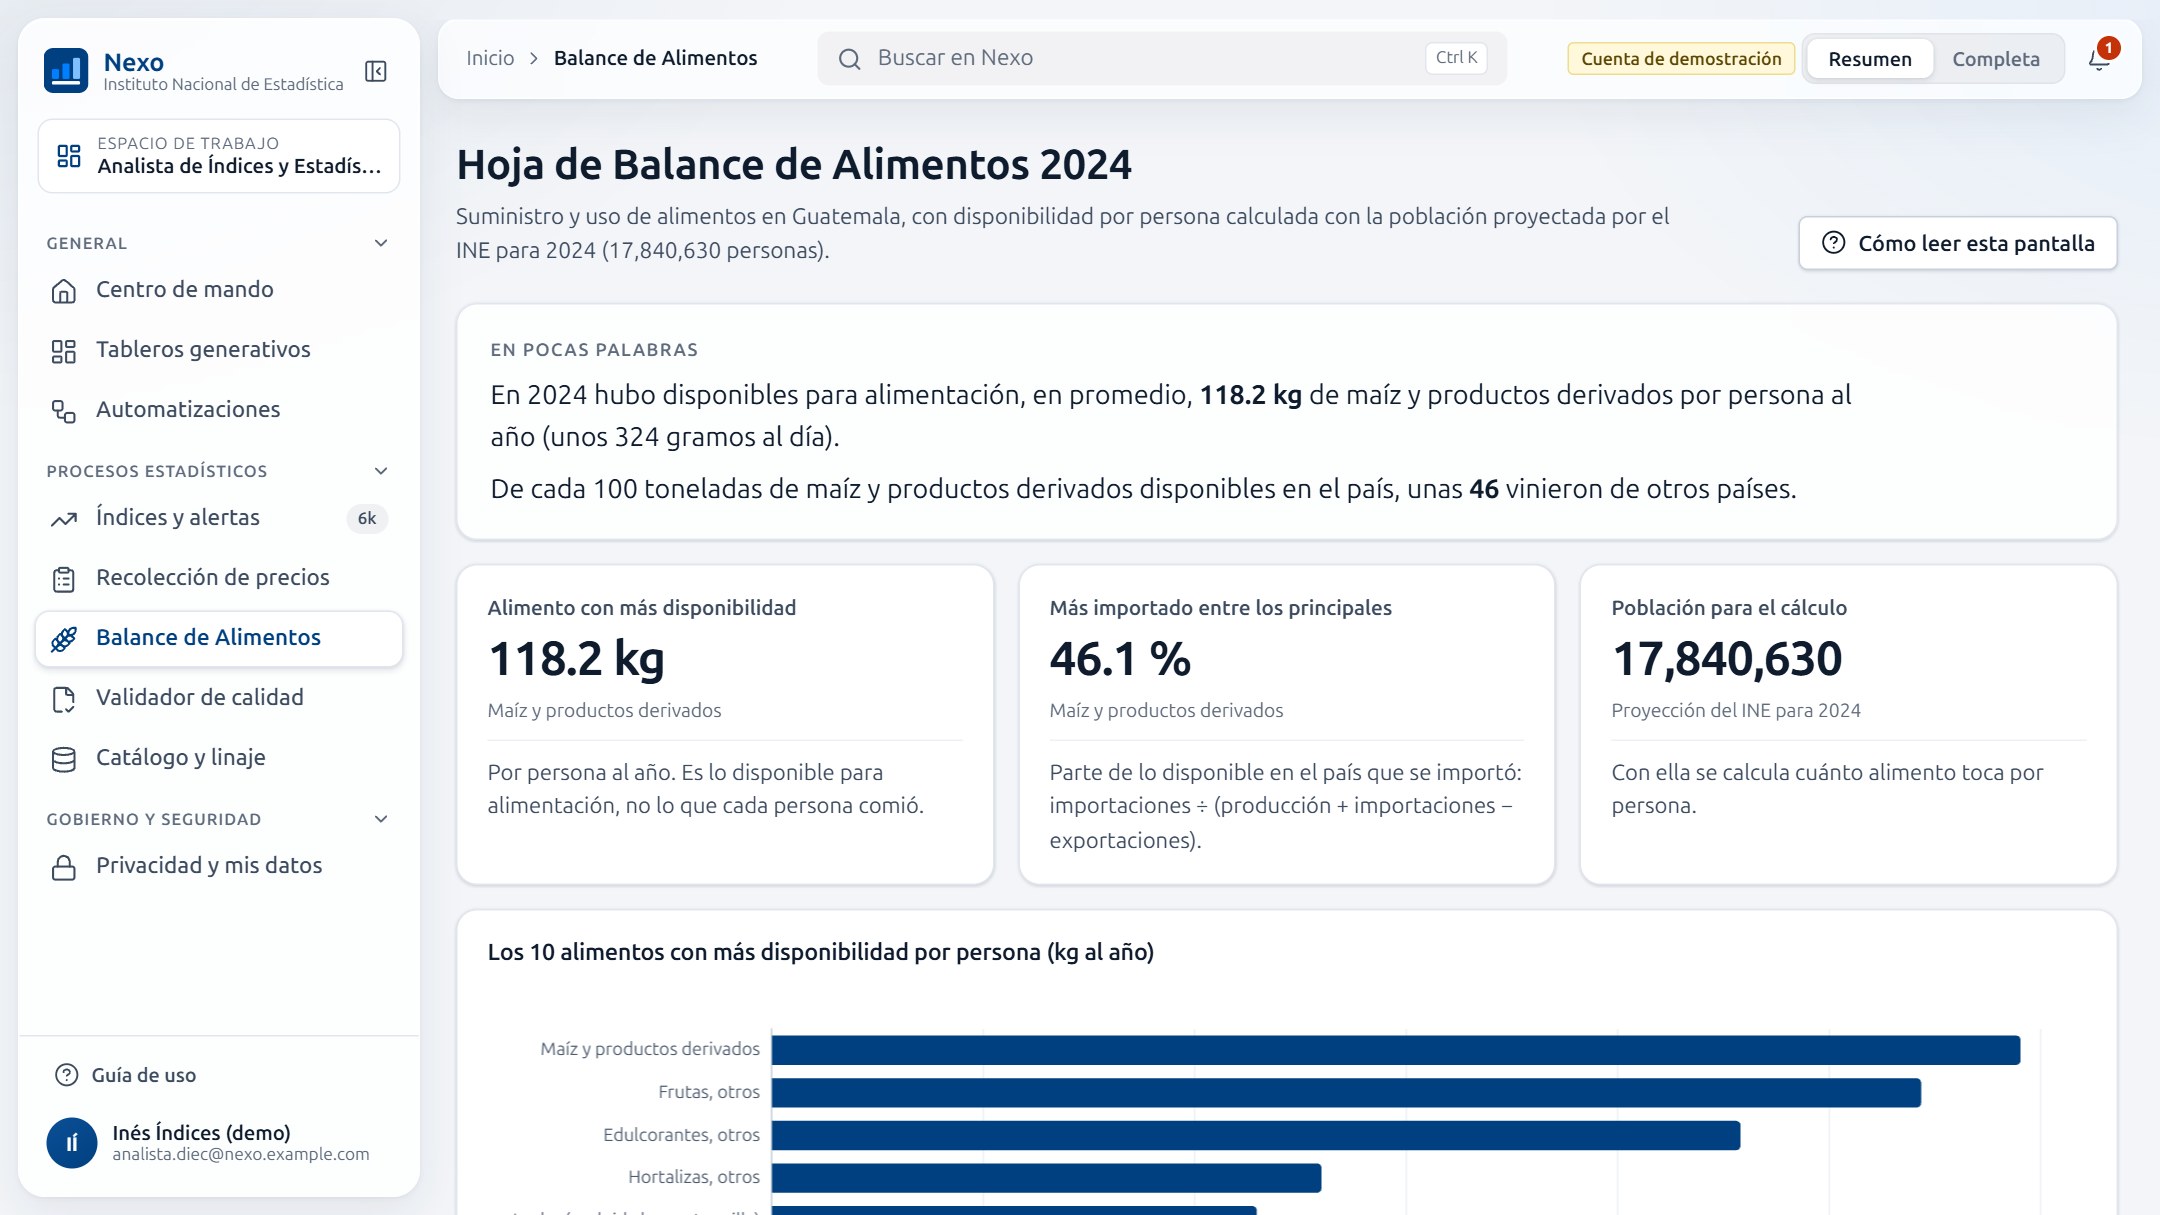 Nexo
Instituto Nacional de Estadística
ESPACIO DE TRABAJO
Analista de Índices y Estadís...
GENERAL
Centro de mando
Tableros generativos
Automatizaciones
PROCESOS ESTADÍSTICOS
Índices y alertas 6k
Recolección de precios
Balance de Alimentos
Validador de calidad
Catálogo y linaje
GOBIERNO Y SEGURIDAD
Privacidad y mis datos
Guía de uso
IÍ
Inés Índices (demo)
analista.diec@nexo.example.com
Inicio > Balance de Alimentos
Buscar en Nexo Ctrl K
Cuenta de demostración
Resumen Completa
1
Hoja de Balance de Alimentos 2024
Suministro y uso de alimentos en Guatemala, con disponibilidad por persona calculada con la población proyectada por el
INE para 2024 (17,840,630 personas).
Cómo leer esta pantalla
EN POCAS PALABRAS
En 2024 hubo disponibles para alimentación, en promedio, 118.2 kg de maíz y productos derivados por persona al
año (unos 324 gramos al día).
De cada 100 toneladas de maíz y productos derivados disponibles en el país, unas 46 vinieron de otros países.
Alimento con más disponibilidad
118.2 kg
Maíz y productos derivados
Por persona al año. Es lo disponible para
alimentación, no lo que cada persona comió.
Más importado entre los principales
46.1 %
Maíz y productos derivados
Parte de lo disponible en el país que se importó:
importaciones ÷ (producción + importaciones −
exportaciones).
Población para el cálculo
17,840,630
Proyección del INE para 2024
Con ella se calcula cuánto alimento toca por
persona.
Los 10 alimentos con más disponibilidad por persona (kg al año)
Maíz y productos derivados
Frutas, otros
Edulcorantes, otros
Hortalizas, otros